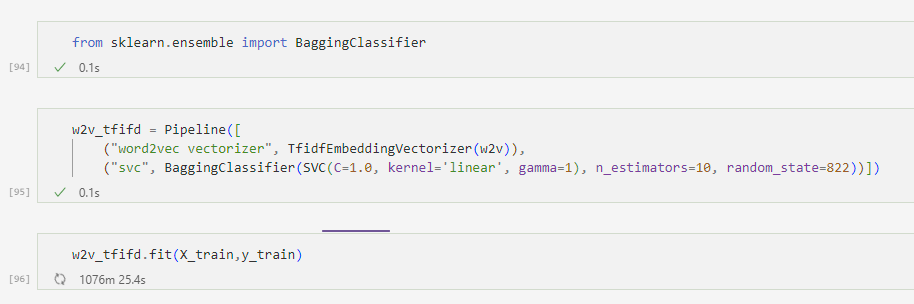 from sklearn.ensemble import BaggingClassifier
[94]
0.1s
w2v_tfifd = Pipeline([
("word2vec vectorizer", TfidfEmbeddingVectorizer(w2v)),
("svc", BaggingClassifier(SVC(C=1.0, kernel='linear', gamma=1), n_estimators=10, random_state=822))])
[95]
0.1s
w2v_tfifd.fit(X_train,y_train)
[96]
1076m 25.4s